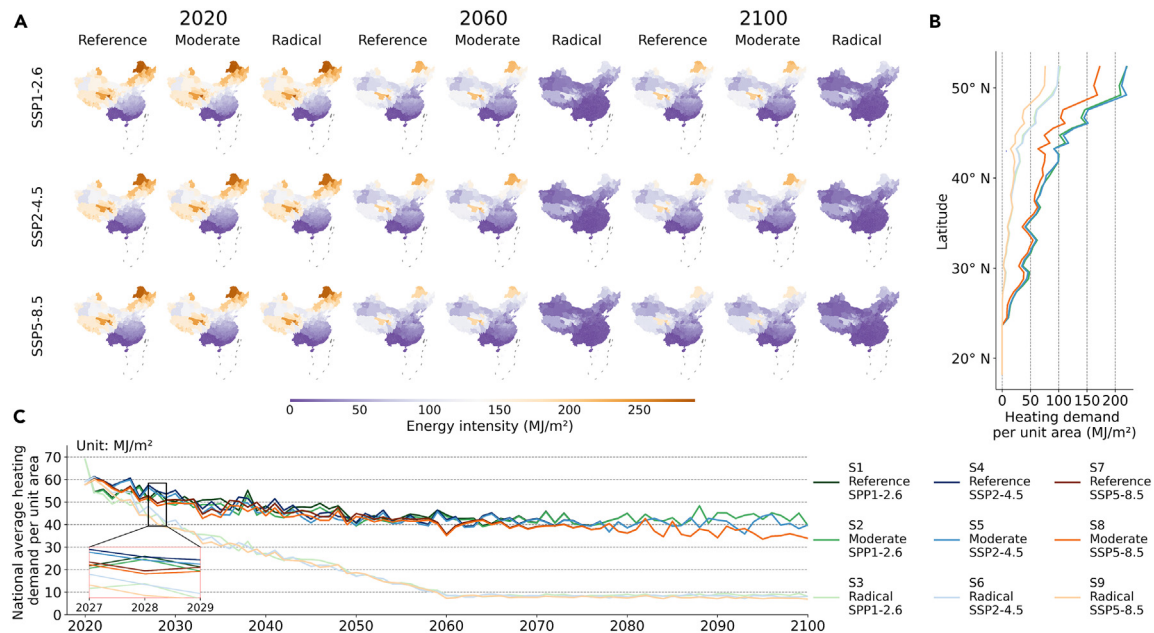 A
2020
2060
2100
Reference Moderate Radical Reference Moderate Radical Reference Moderate Radical
SSP1-2.6
SSP2-4.5
SSP5-8.5
0 50 100 150 200 250
Energy intensity (MJ/m²)
B
50° N
40° N
30° N
20° N
Latitude
0 50 100 150 200
Heating demand
per unit area (MJ/m²)
C
Unit: MJ/m²
National average heating
demand per unit area
70
60
50
40
30
20
10
0
2027 2028 2029
2020 2030 2040 2050 2060 2070 2080 2090 2100
S1
Reference
SPP1-2.6
S4
Reference
SSP2-4.5
S7
Reference
SSP5-8.5
S2
Moderate
SPP1-2.6
S5
Moderate
SSP2-4.5
S8
Moderate
SSP5-8.5
S3
Radical
SPP1-2.6
S6
Radical
SSP2-4.5
S9
Radical
SSP5-8.5